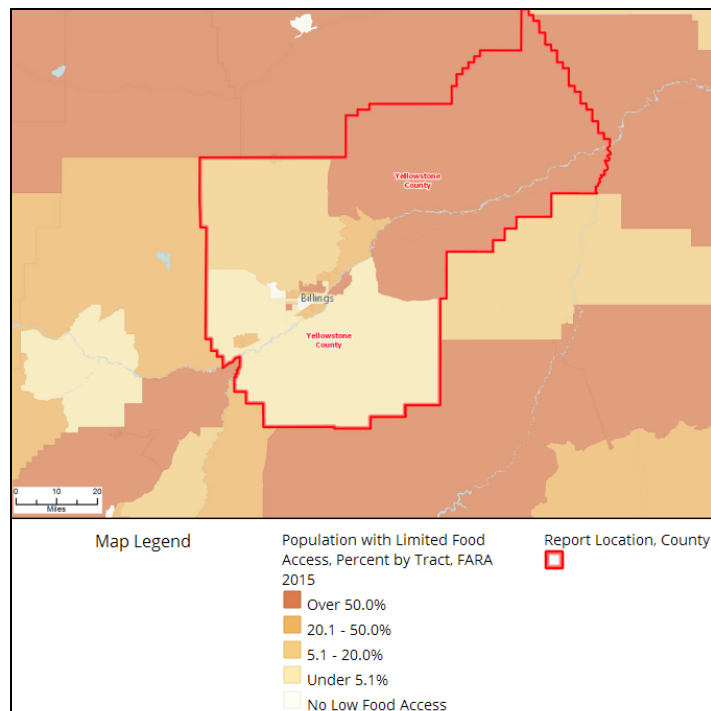 Yellowstone
County
Billings
Yellowstone
County
0 10 20
Miles
Map Legend
Population with Limited Food
Access, Percent by Tract, FARA
2015
Over 50.0%
20.1 - 50.0%
5.1 - 20.0%
Under 5.1%
No Low Food Access
Report Location, County